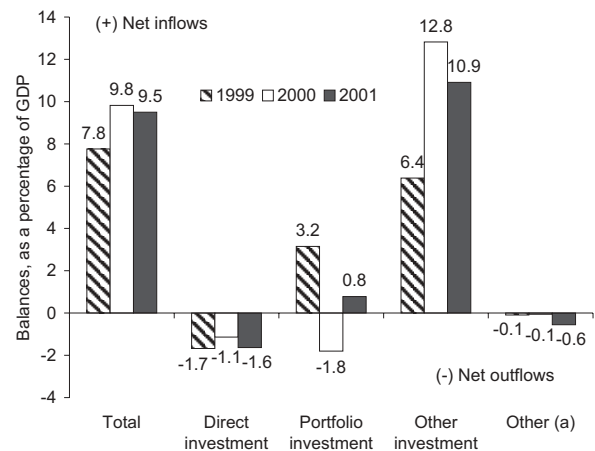 Balances, as a percentage of GDP
14
12
10
8
6
4
2
0
-2
-4
(+) Net inflows
1999 2000 2001
7.8 9.8 9.5
-1.7 -1.1 -1.6
3.2 -1.8 0.8
6.4 12.8 10.9
-0.1 -0.1 -0.6
(-) Net outflows
Total
Direct
investment
Portfolio
investment
Other
investment
Other (a)